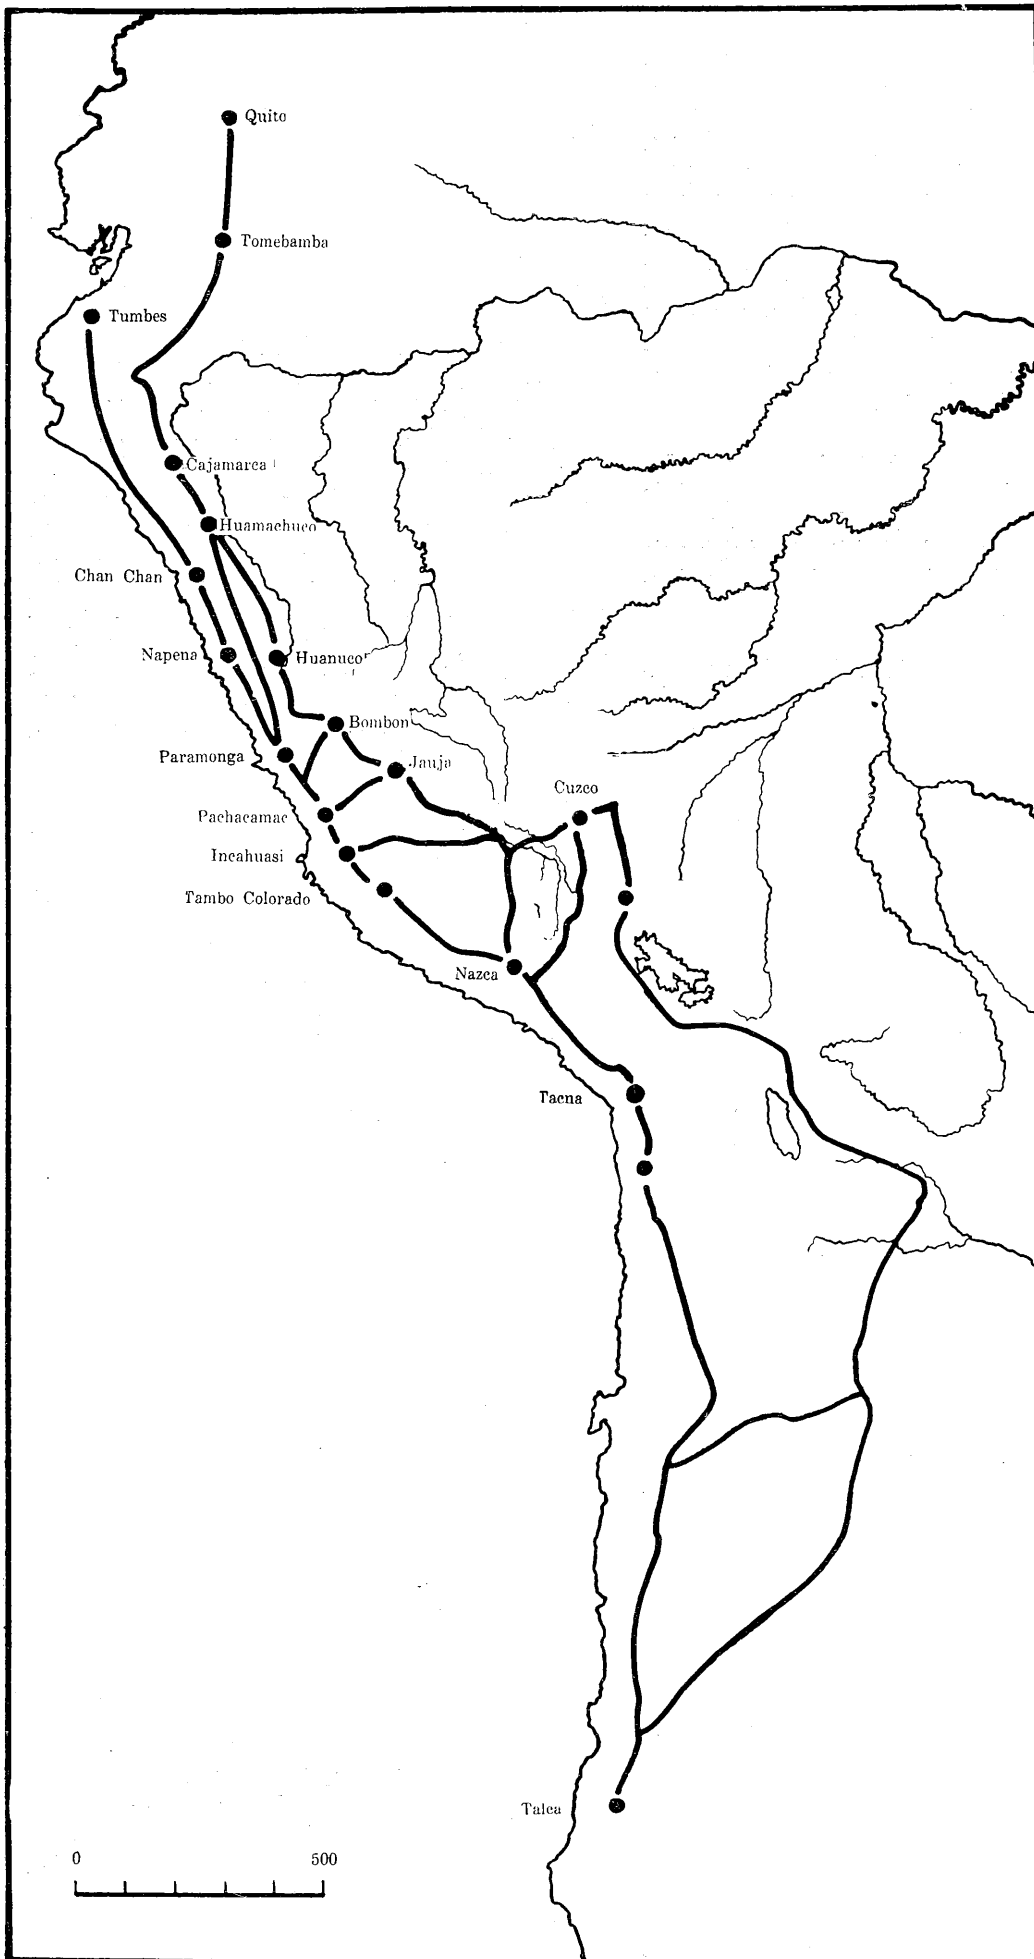 Quito
Tomebamba
Tumbes
Cajamarca
Huamachuco
Chan Chan
Napena
Huanuco
Bombon
Paramonga
Jauja
Cuzco
Pachacamac
Incahuasi
Tambo Colorado
Nazca
Tacna
Talca
0 500